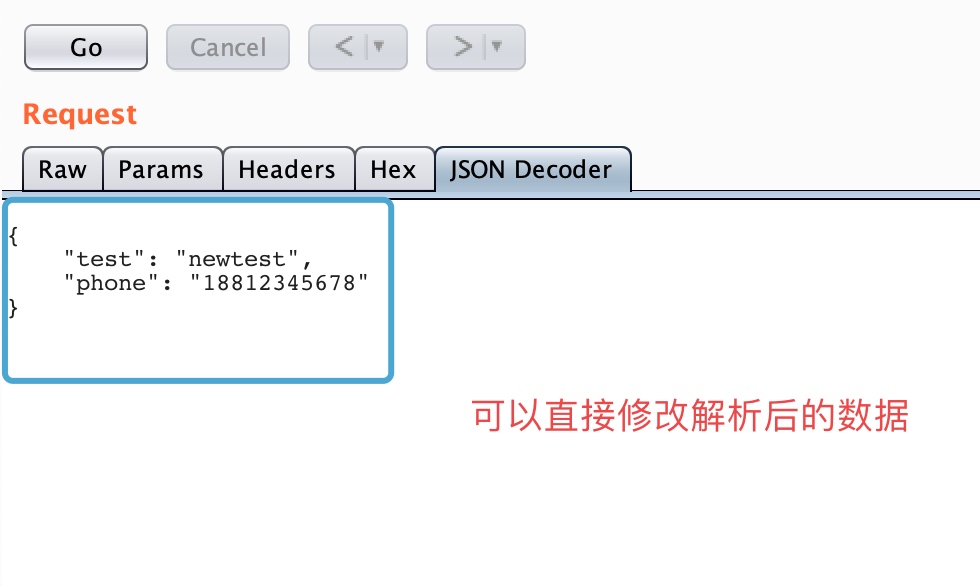 Go Cancel < ▼ > ▼
Request
Raw Params Headers Hex JSON Decoder
{
    "test": "newtest",
    "phone": "18812345678"
}
可以直接修改解析后的数据